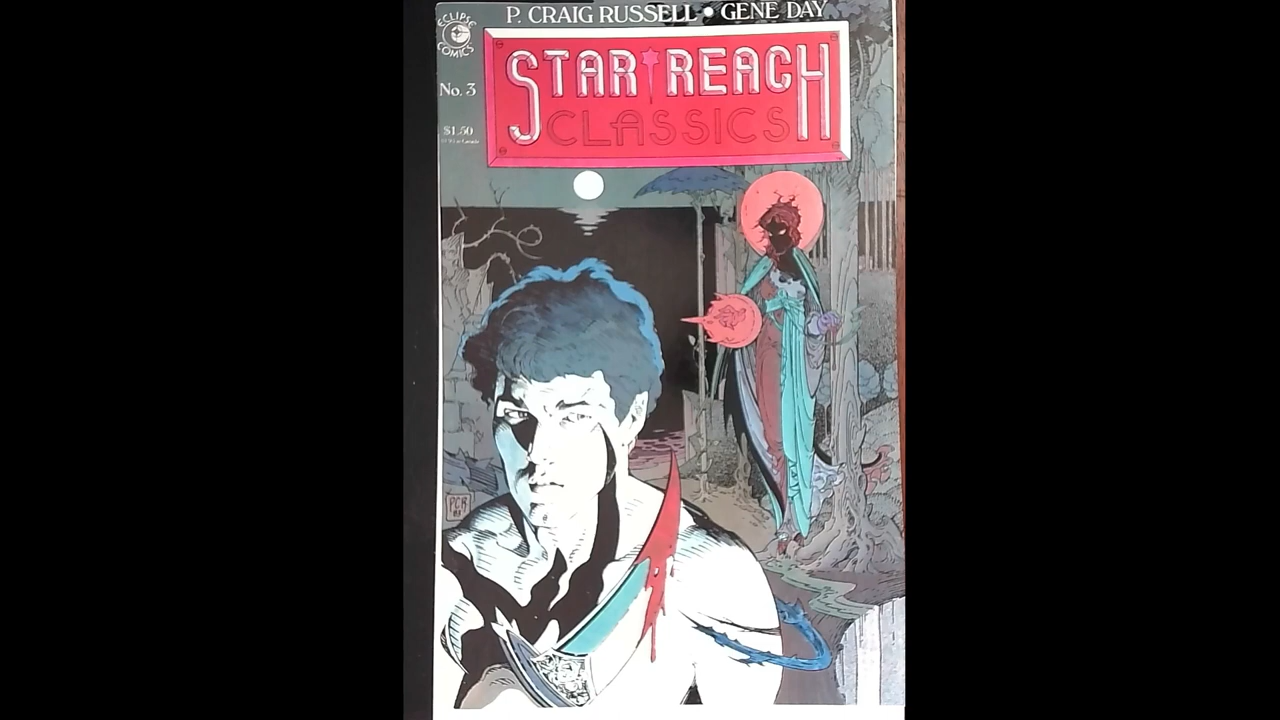 P. CRAIG RUSSELL • GENE DAY
ECLIPSE
COMICS
STAR REACH
CLASSICS
No. 3
$1.50
PCR